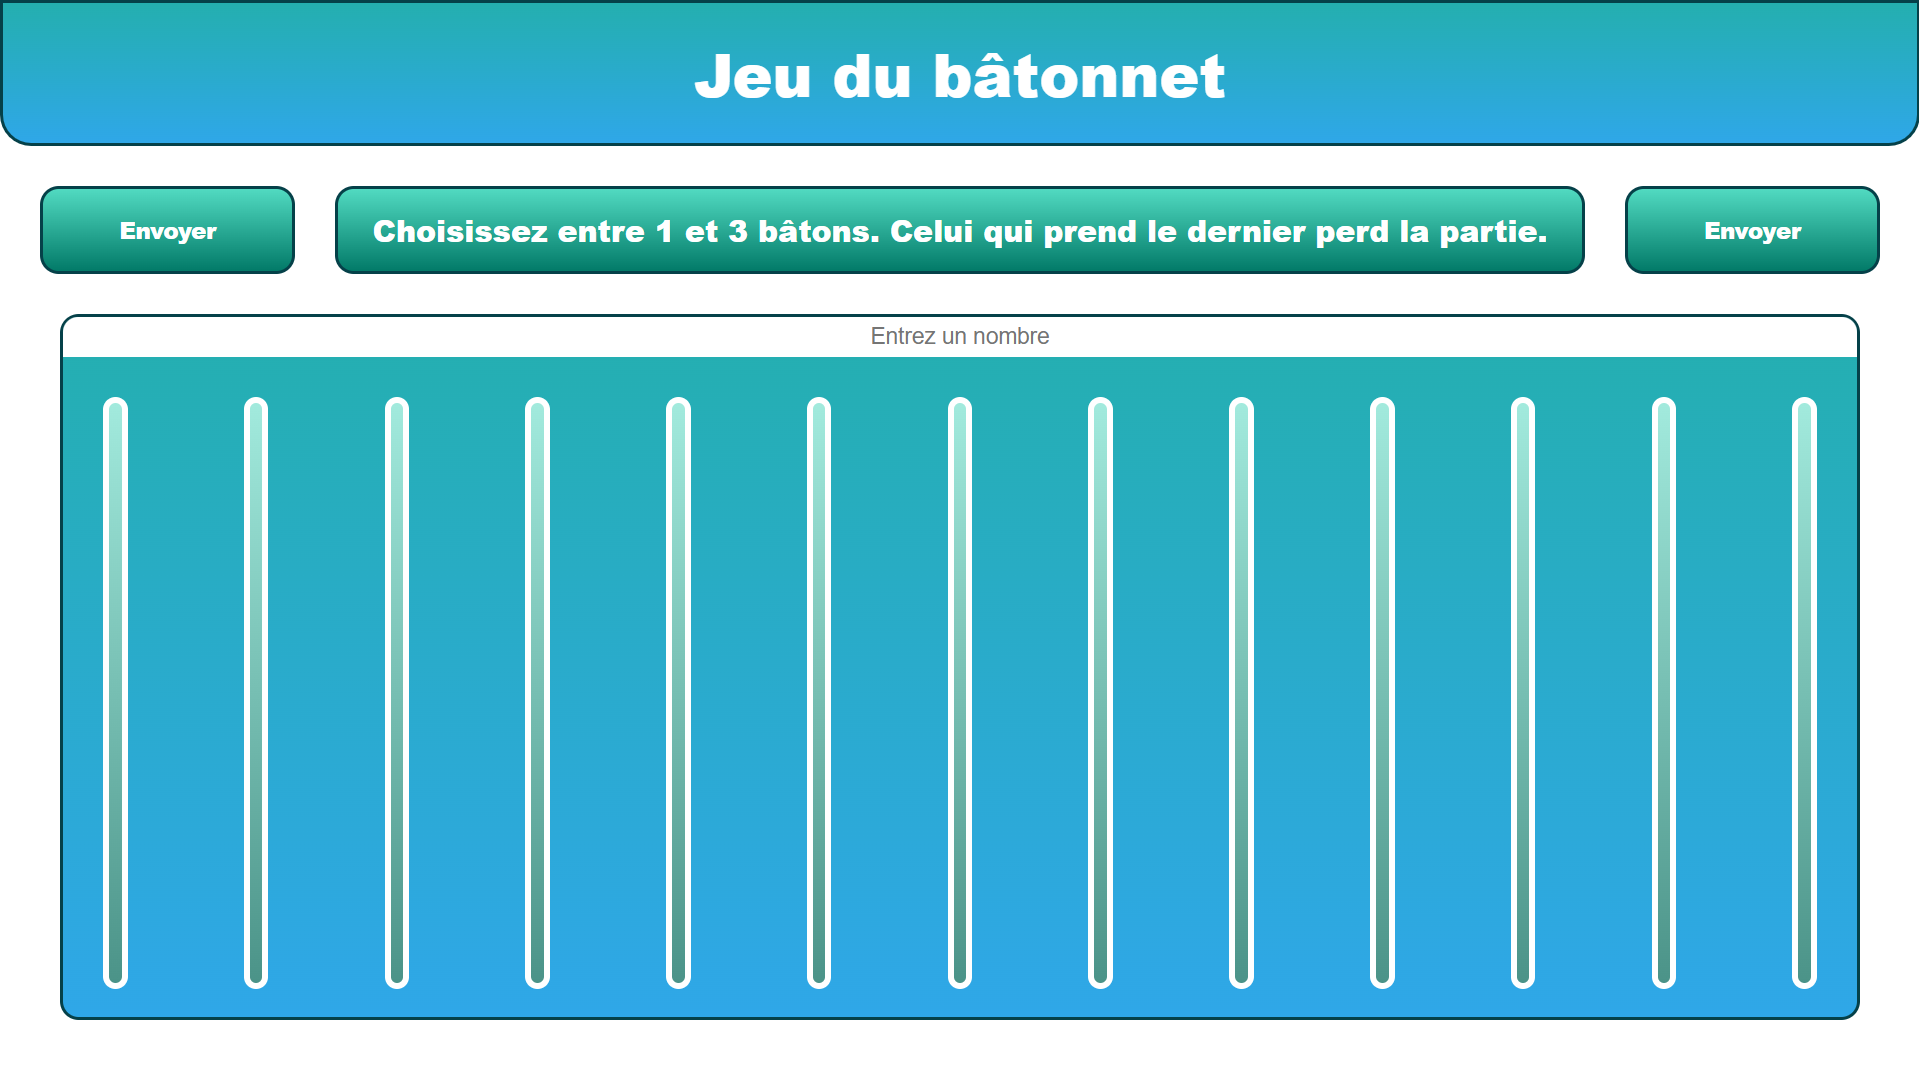 Jeu du bâtonnet
Envoyer
Choisissez entre 1 et 3 bâtons. Celui qui prend le dernier perd la partie.
Envoyer
Entrez un nombre